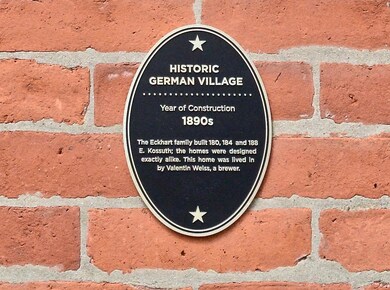 HISTORIC
GERMAN VILLAGE
Year of Construction
1890s
The Eckhart family built 180, 184 and 188
E. Kossuth; the homes were designed
exactly alike. This home was lived in
by Valentin Weiss, a brewer.